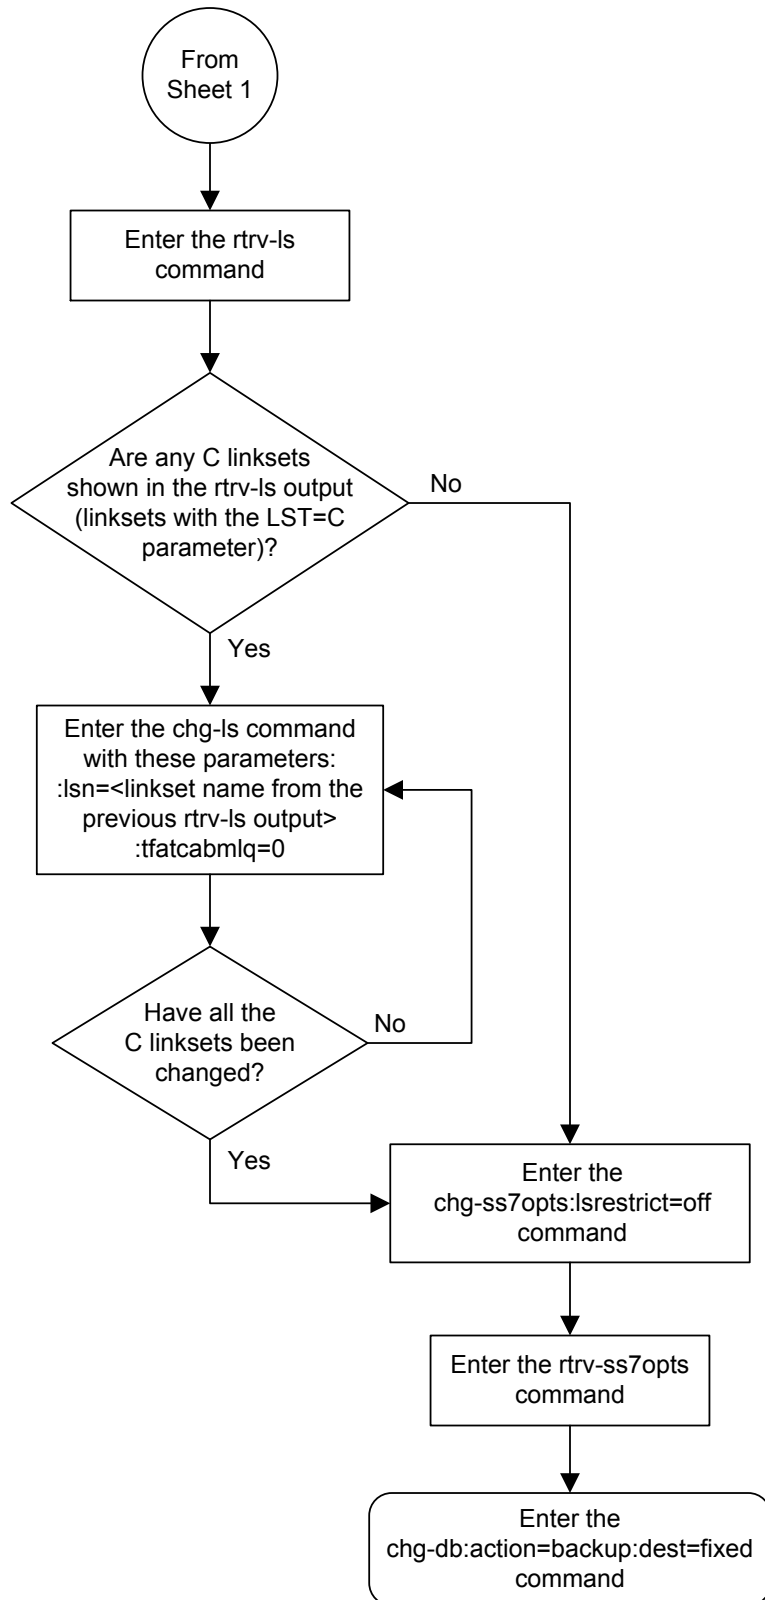 From
Sheet 1
Enter the rtrv-ls
command
Are any C linksets
shown in the rtrv-ls output
(linksets with the LST=C
parameter)?
No
Yes
Enter the chg-ls command
with these parameters:
:lsn=<linkset name from the
previous rtrv-ls output>
:tfatcabmlq=0
Have all the
C linksets been
changed?
No
Yes
Enter the
chg-ss7opts:lsrestrict=off
command
Enter the rtrv-ss7opts
command
Enter the
chg-db:action=backup:dest=fixed
command